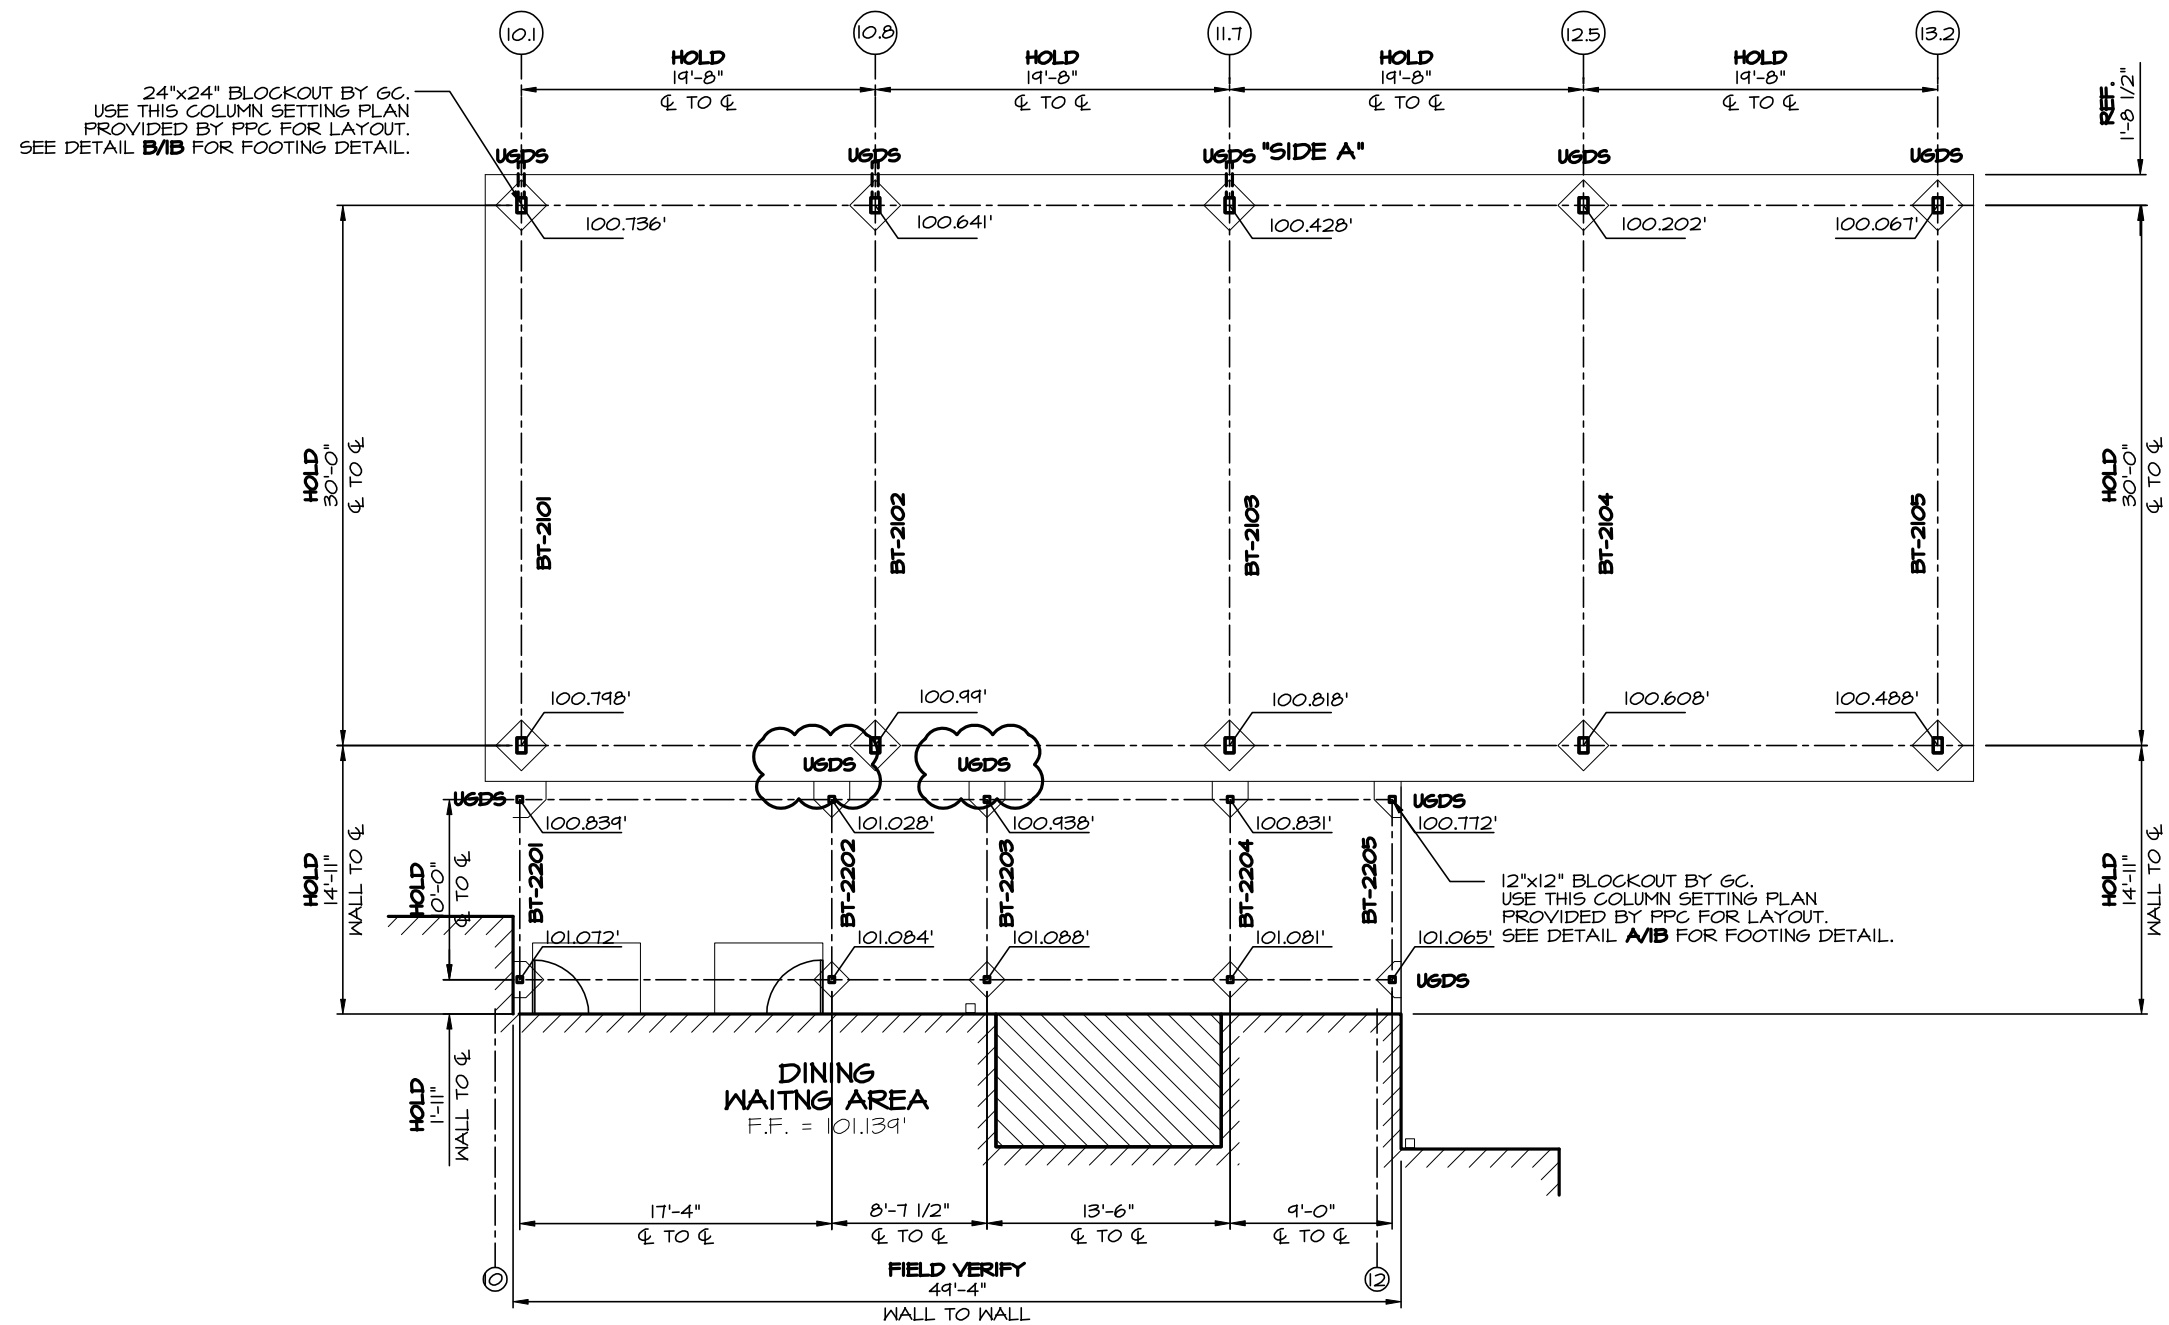 10.1
10.8
11.7
12.5
13.2
HOLD
19'-8"
℄ TO ℄
HOLD
19'-8"
℄ TO ℄
HOLD
19'-8"
℄ TO ℄
HOLD
19'-8"
℄ TO ℄
24"x24" BLOCKOUT BY GC.
USE THIS COLUMN SETTING PLAN
PROVIDED BY PPC FOR LAYOUT.
SEE DETAIL B/1B FOR FOOTING DETAIL.
REF.
1'-8 1/2"
UGDS
UGDS
UGDS
"SIDE A"
UGDS
UGDS
100.736'
100.641'
100.428'
100.202'
100.067'
HOLD
30'-0"
℄ TO ℄
BT-2101
BT-2102
BT-2103
BT-2104
BT-2105
HOLD
30'-0"
℄ TO ℄
100.798'
100.99'
100.818'
100.608'
100.488'
UGDS
UGDS
UGDS
UGDS
100.839'
101.028'
100.938'
100.831'
100.772'
HOLD
14'-11"
WALL TO ℄
HOLD
℄ TO ℄
BT-2201
BT-2202
BT-2203
BT-2204
BT-2205
12"x12" BLOCKOUT BY GC.
USE THIS COLUMN SETTING PLAN
PROVIDED BY PPC FOR LAYOUT.
SEE DETAIL A/1B FOR FOOTING DETAIL.
HOLD
14'-11"
WALL TO ℄
101.072'
101.084'
101.088'
101.081'
101.065'
UGDS
HOLD
1'-11"
WALL TO ℄
DINING
WAITNG AREA
F.F. = 101.139'
17'-4"
℄ TO ℄
8'-7 1/2"
℄ TO ℄
13'-6"
℄ TO ℄
9'-0"
℄ TO ℄
10
12
FIELD VERIFY
49'-4"
WALL TO WALL